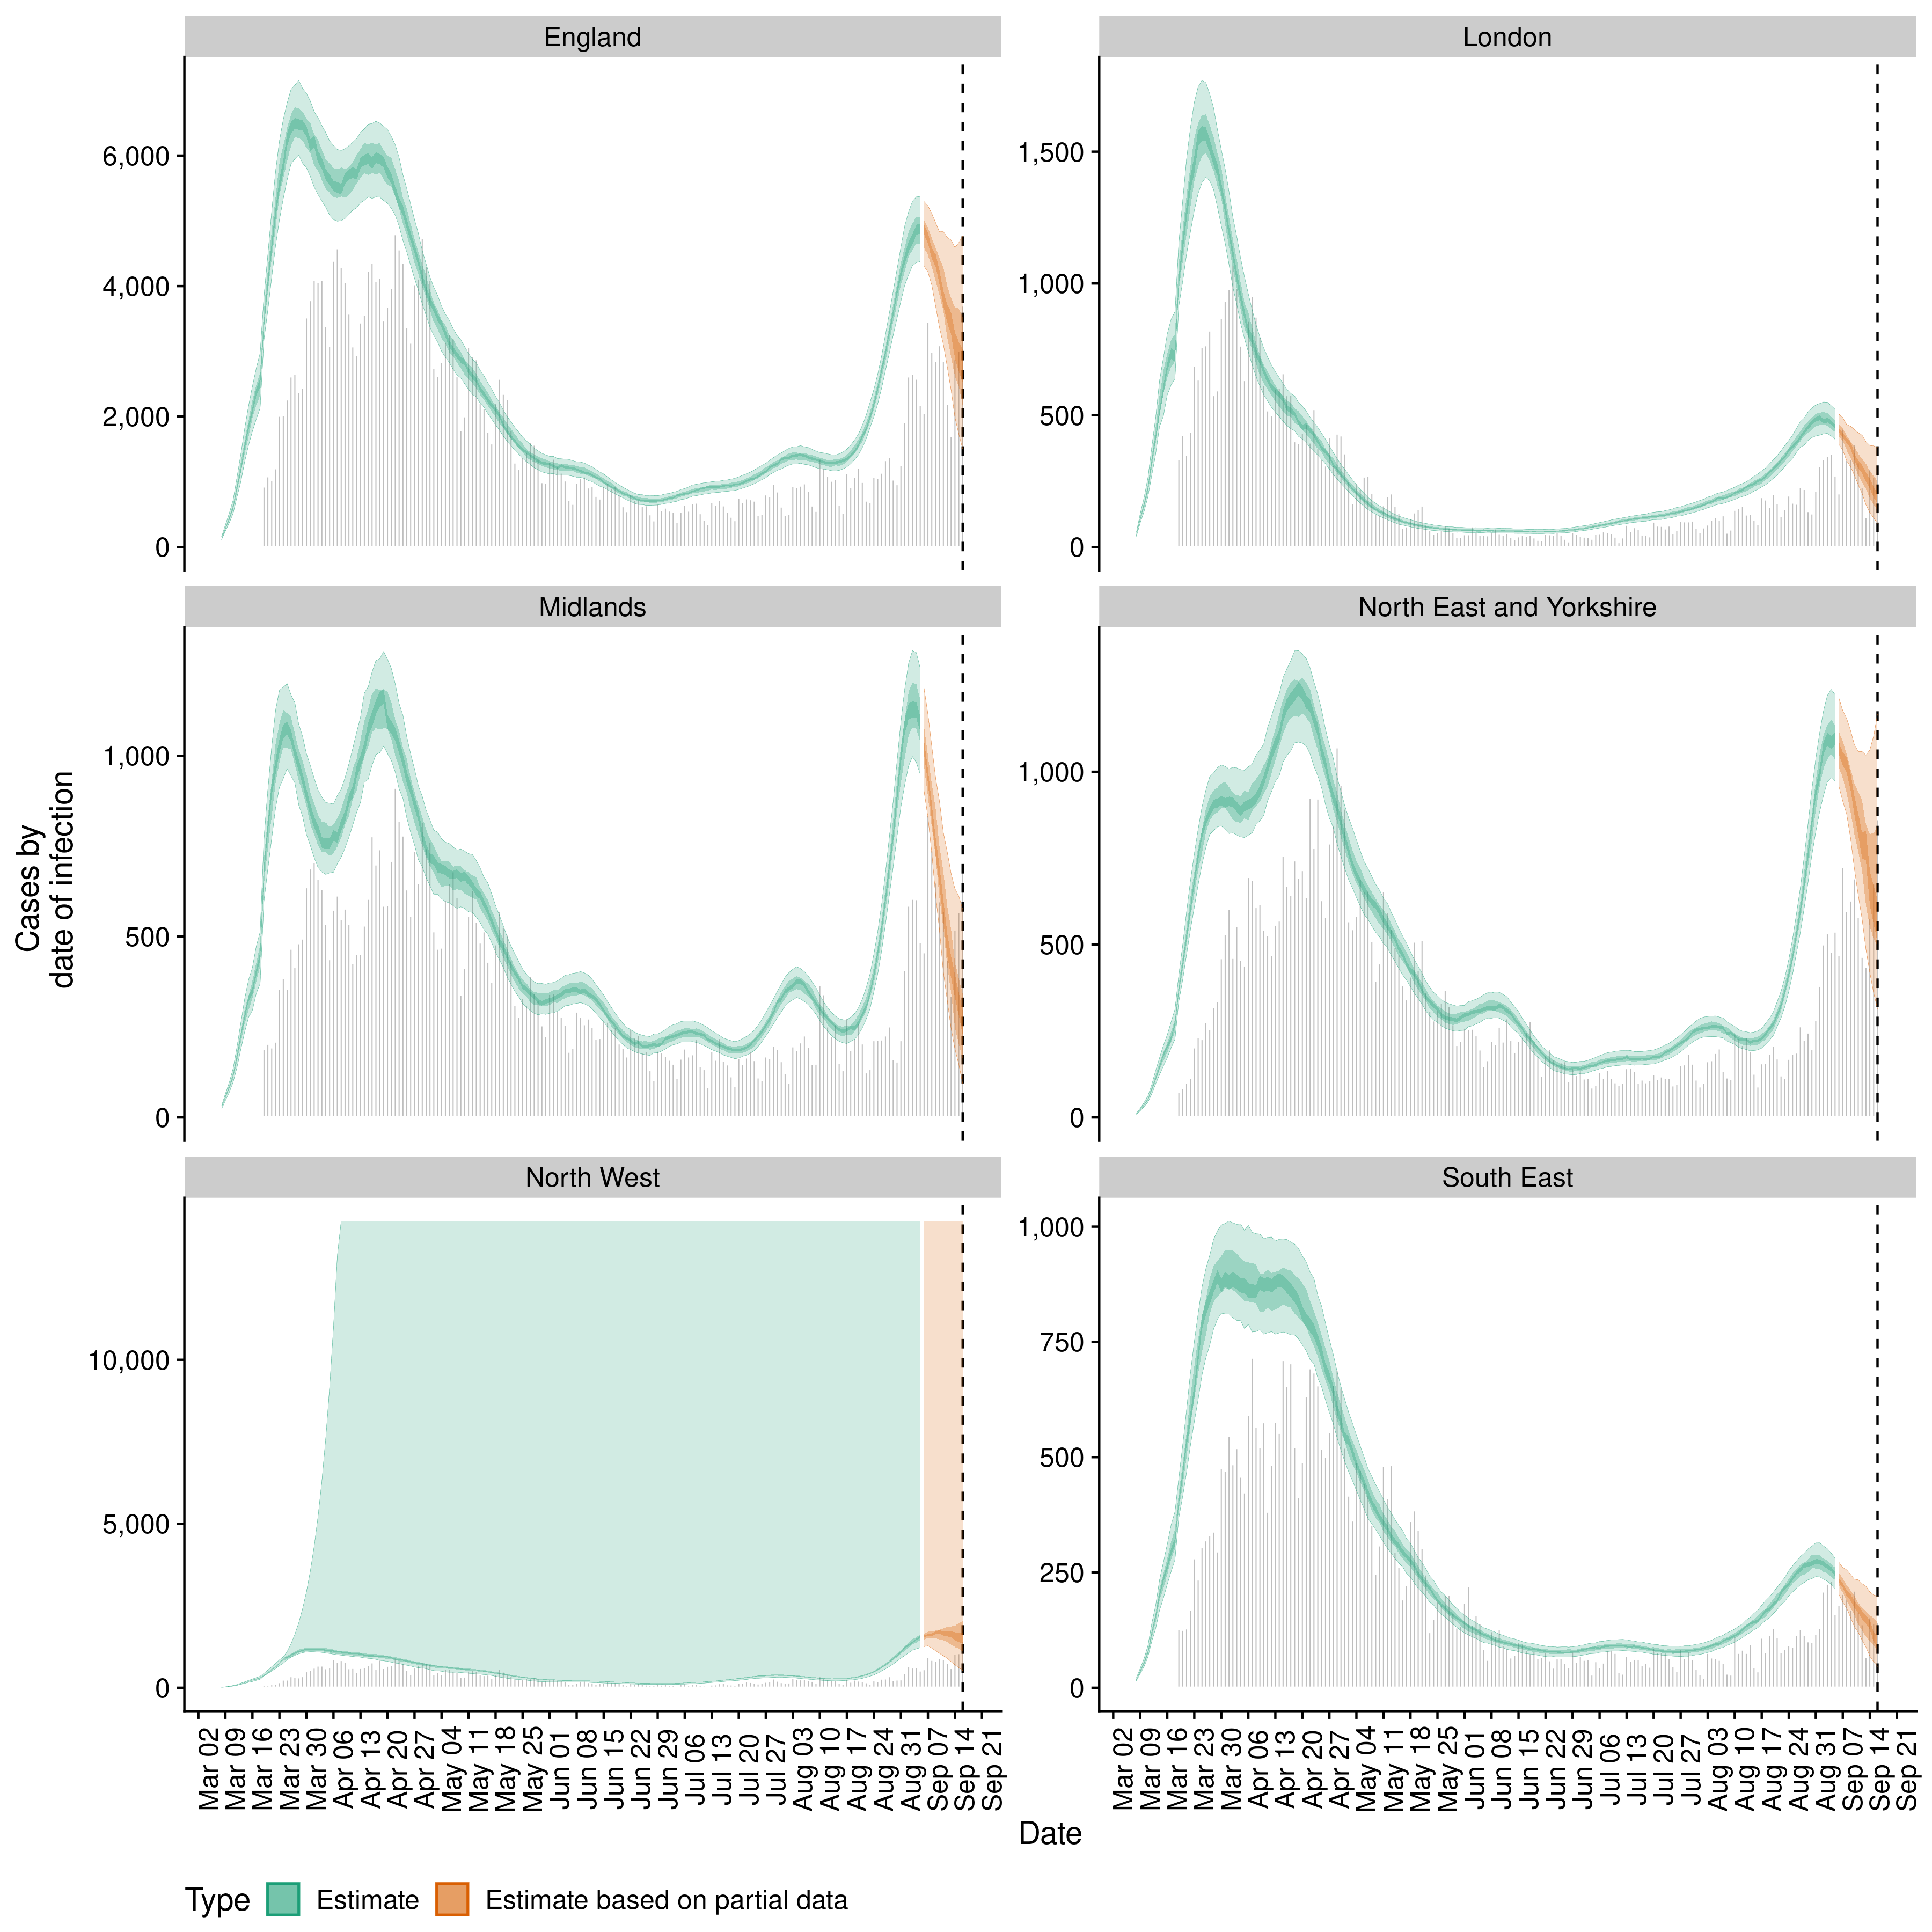 England
London
6,000
4,000
2,000
0
1,500
1,000
500
0
Midlands
North East and Yorkshire
Cases by
date of infection
1,000
500
0
1,000
500
0
North West
South East
10,000
5,000
0
1,000
750
500
250
0
Mar 02
Mar 09
Mar 16
Mar 23
Mar 30
Apr 06
Apr 13
Apr 20
Apr 27
May 04
May 11
May 18
May 25
Jun 01
Jun 08
Jun 15
Jun 22
Jun 29
Jul 06
Jul 13
Jul 20
Jul 27
Aug 03
Aug 10
Aug 17
Aug 24
Aug 31
Sep 07
Sep 14
Sep 21
Mar 02
Mar 09
Mar 16
Mar 23
Mar 30
Apr 06
Apr 13
Apr 20
Apr 27
May 04
May 11
May 18
May 25
Jun 01
Jun 08
Jun 15
Jun 22
Jun 29
Jul 06
Jul 13
Jul 20
Jul 27
Aug 03
Aug 10
Aug 17
Aug 24
Aug 31
Sep 07
Sep 14
Sep 21
Date
Type Estimate Estimate based on partial data